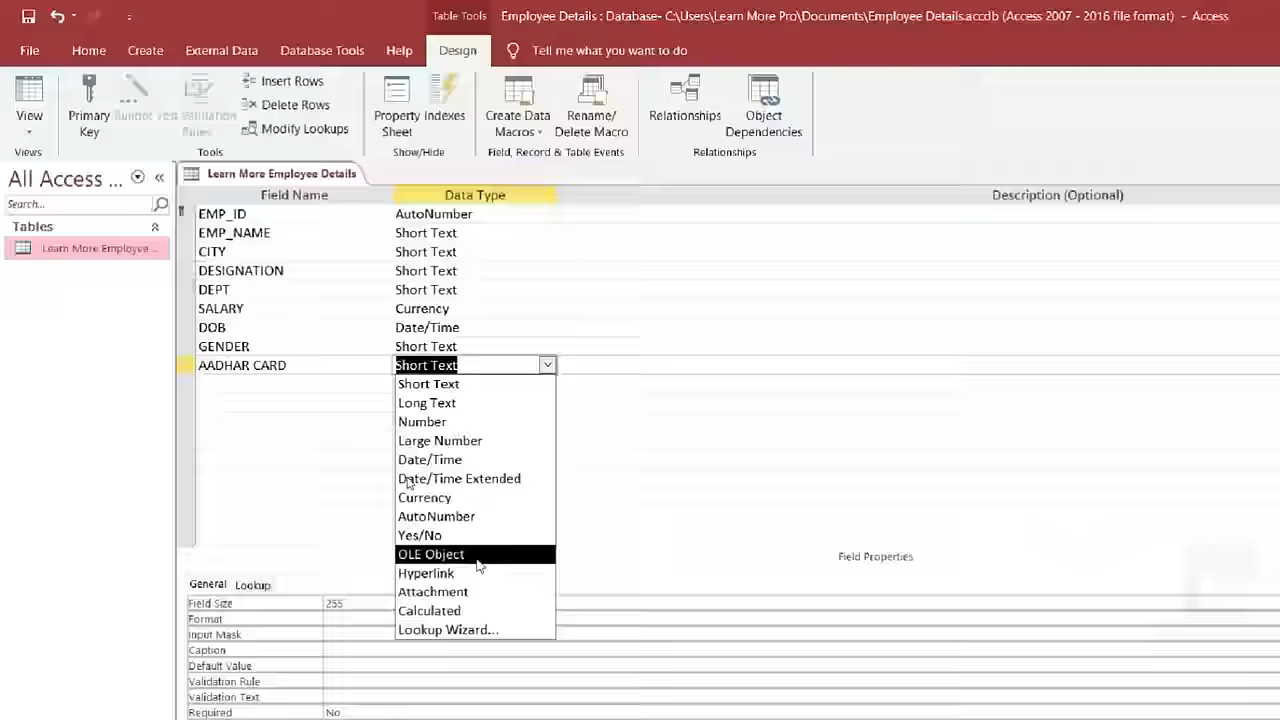 Table Tools
Employee Details : Database- C:\Users\Learn More Pro\Documents\Employee Details.accdb (Access 2007 - 2016 file format) - Access
File Home Create External Data Database Tools Help Design Tell me what you want to do
View
Primary Key
Insert Rows
Delete Rows
Modify Lookups
Property Sheet
Indexes
Create Data Macros
Rename/ Delete Macro
Relationships
Object Dependencies
Views
Tools
Show/Hide
Field, Record & Table Events
Relationships
All Access ...
Search...
Tables
Learn More Employee ...
Learn More Employee Details
Field Name Data Type Description (Optional)
EMP_ID AutoNumber
EMP_NAME Short Text
CITY Short Text
DESIGNATION Short Text
DEPT Short Text
SALARY Currency
DOB Date/Time
GENDER Short Text
AADHAR CARD Short Text
Short Text
Long Text
Number
Large Number
Date/Time
Date/Time Extended
Currency
AutoNumber
Yes/No
OLE Object
Hyperlink
Attachment
Calculated
Lookup Wizard...
Field Properties
General Lookup
Field Size 255
Format
Input Mask
Caption
Default Value
Validation Rule
Validation Text
Required No